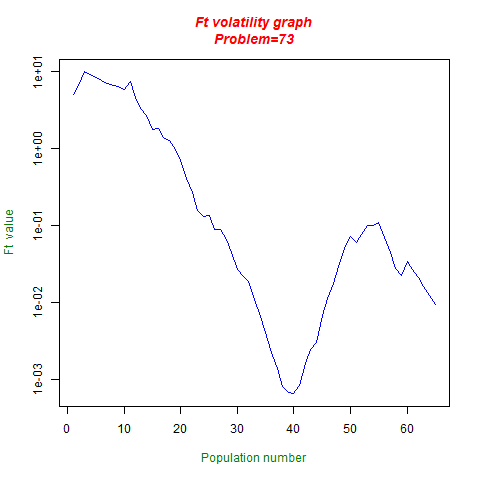 Ft volatility graph
Problem=73
1e+01
1e+00
1e-01
1e-02
1e-03
Ft value
0 10 20 30 40 50 60
Population number